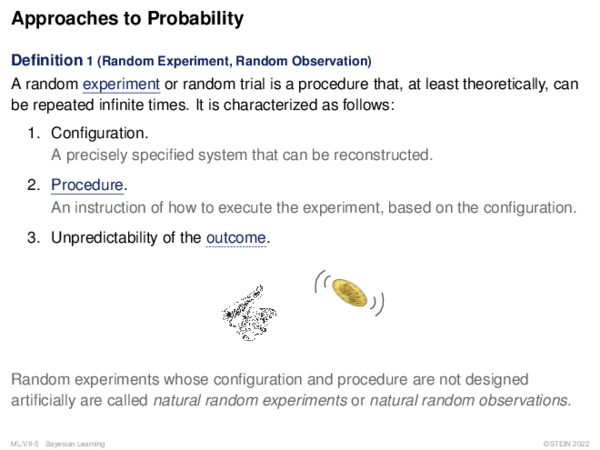 Approaches to Probability
Definition 1 (Random Experiment, Random Observation)
A random experiment or random trial is a procedure that, at least theoretically, can
be repeated infinite times. It is characterized as follows:
1. Configuration.
A precisely specified system that can be reconstructed.
2. Procedure.
An instruction of how to execute the experiment, based on the configuration.
3. Unpredictability of the outcome.
Random experiments whose configuration and procedure are not designed
artificially are called natural random experiments or natural random observations.
ML:VII-5 Bayesian Learning ©STEIN 2022